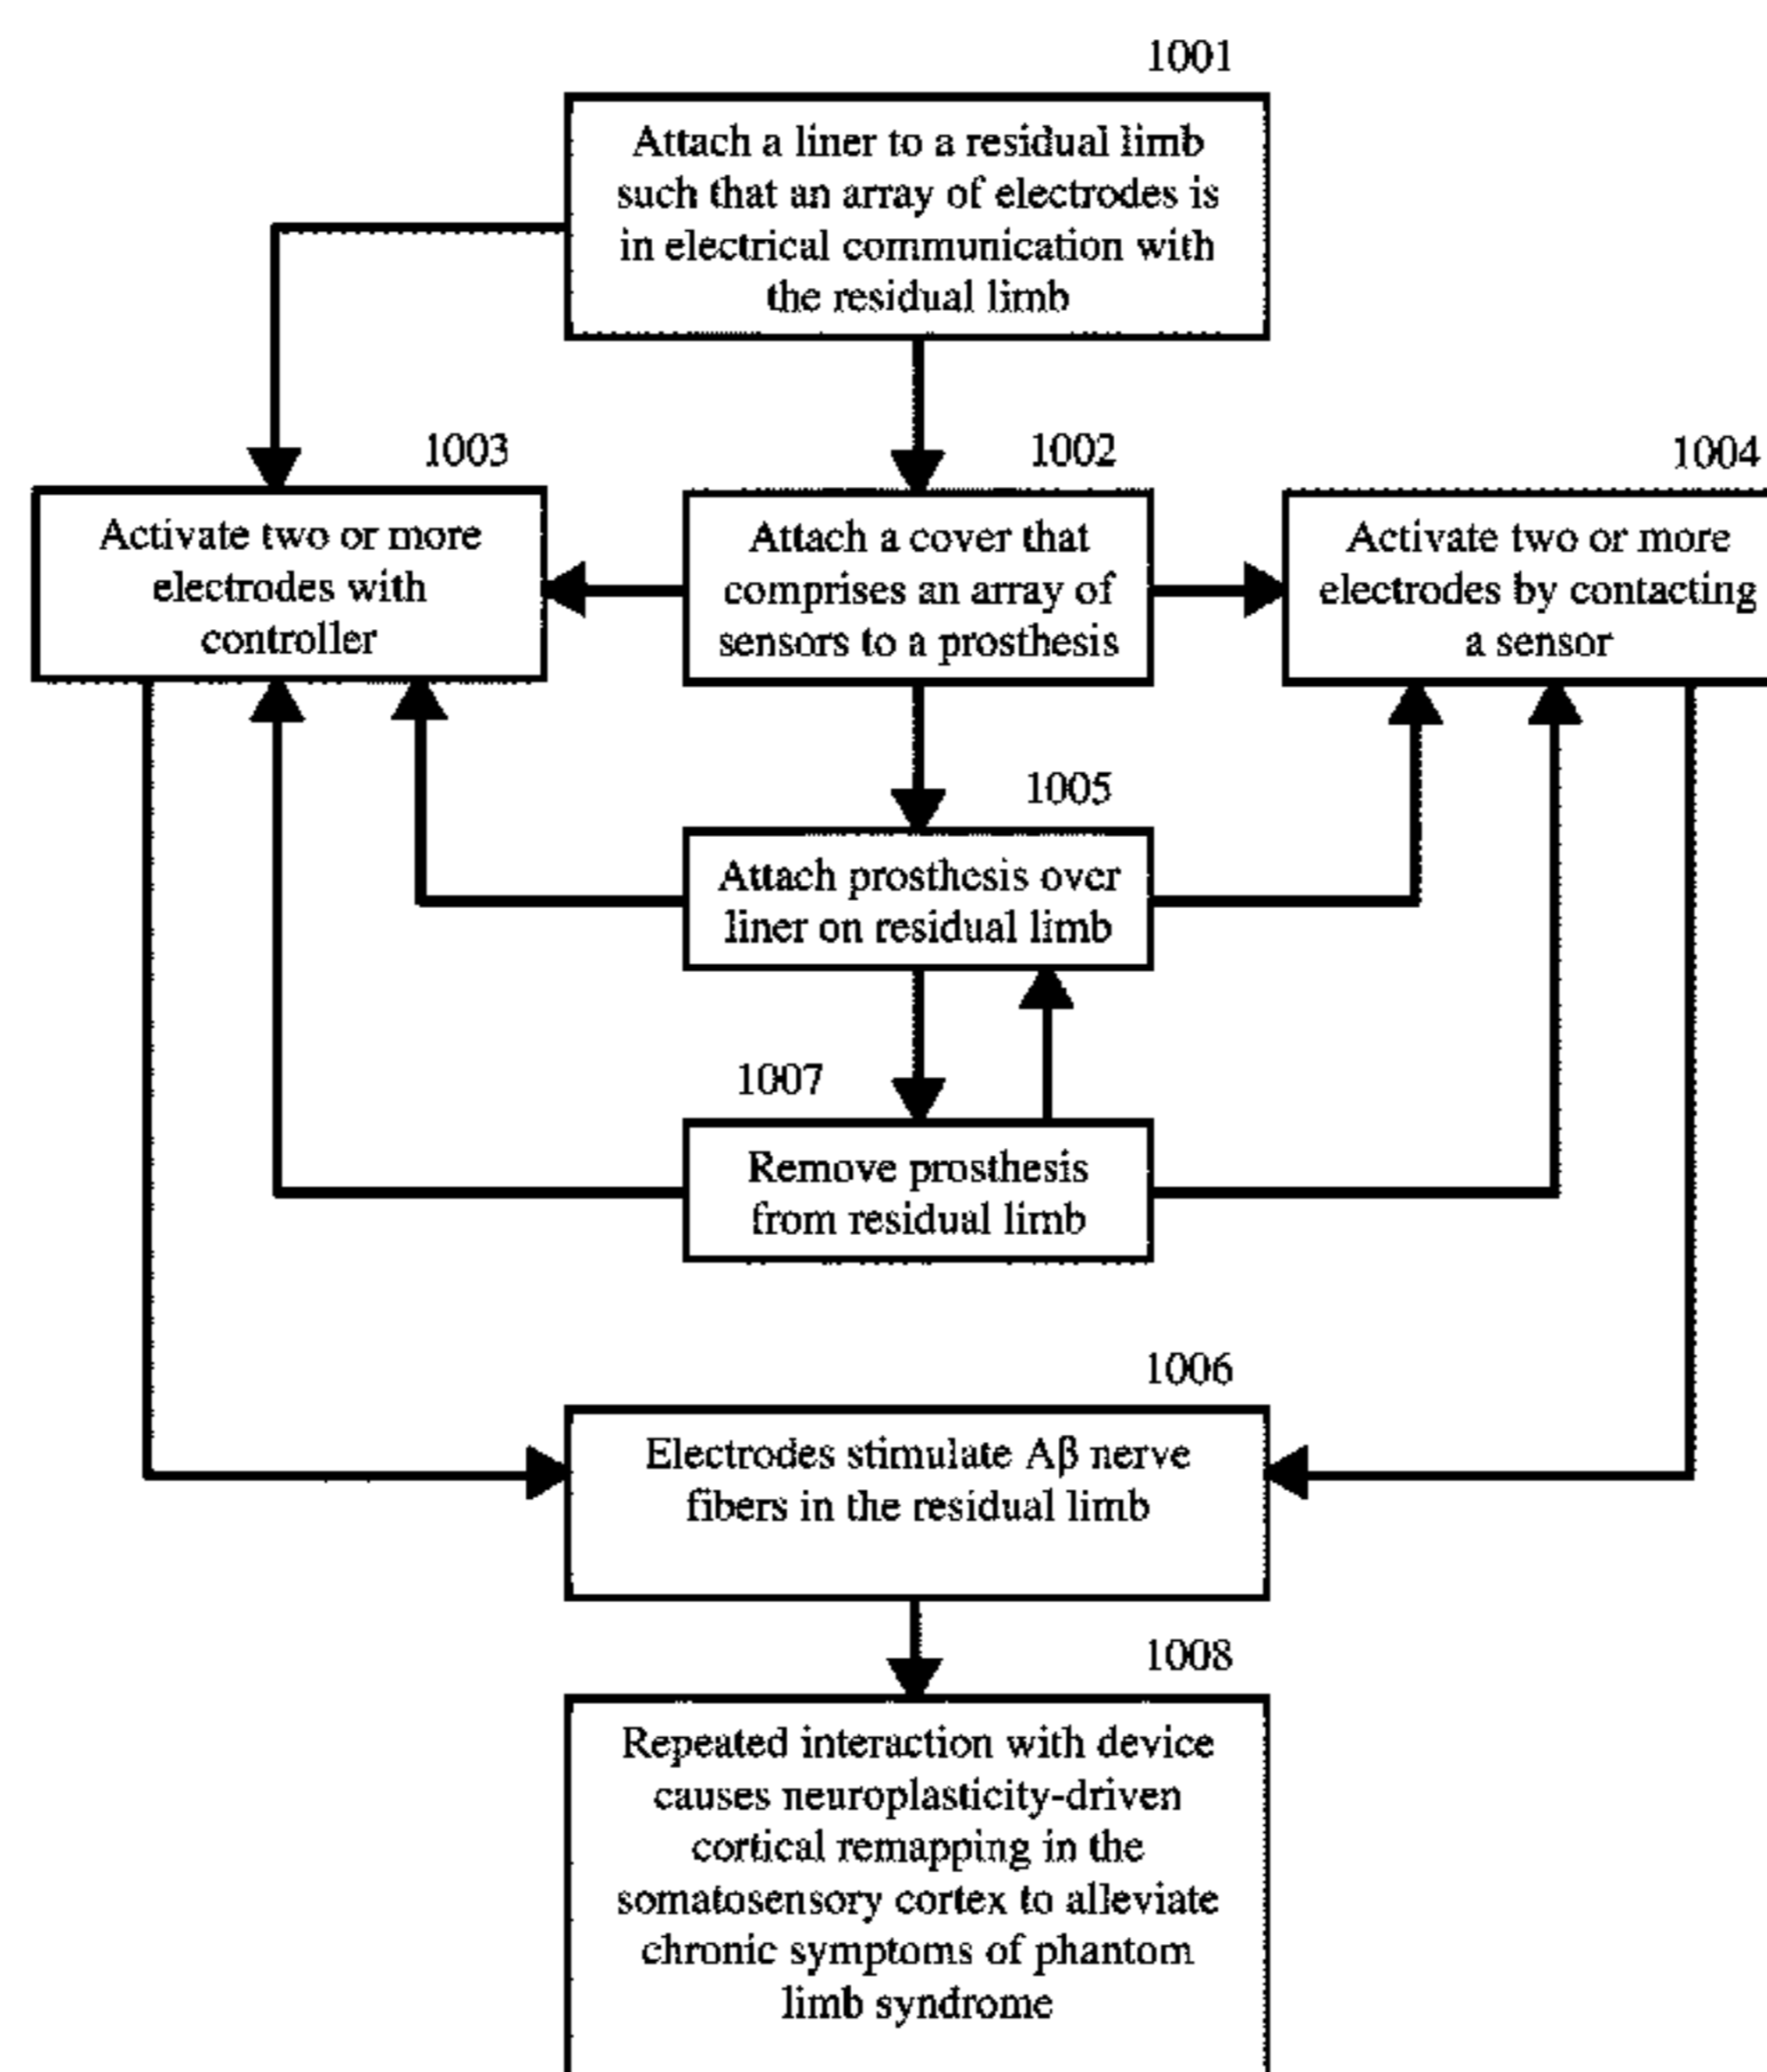 1001
Attach a liner to a residual limb
such that an array of electrodes is
in electrical communication with
the residual limb
1003
Activate two or more
electrodes with
controller
1002
Attach a cover that
comprises an array of
sensors to a prosthesis
1004
Activate two or more
electrodes by contacting
a sensor
1005
Attach prosthesis over
liner on residual limb
1007
Remove prosthesis
from residual limb
1006
Electrodes stimulate Aβ nerve
fibers in the residual limb
1008
Repeated interaction with device
causes neuroplasticity-driven
cortical remapping in the
somatosensory cortex to alleviate
chronic symptoms of phantom
limb syndrome